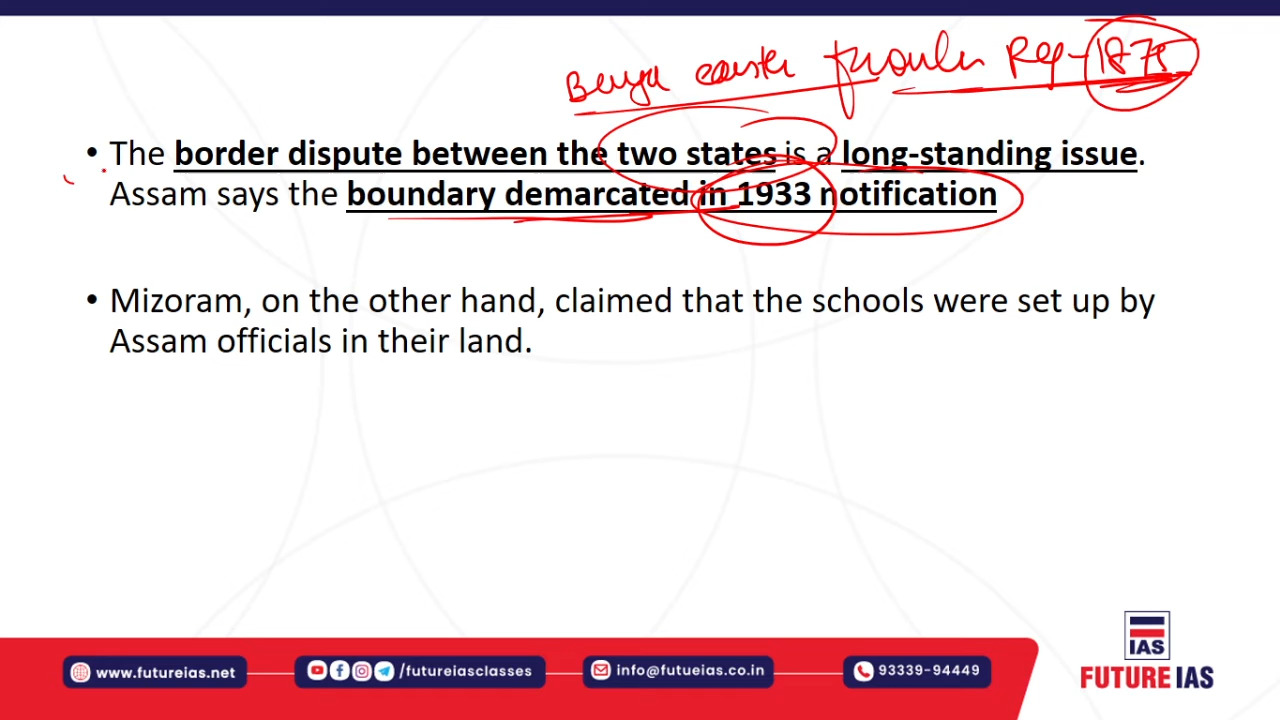 Bengal easter frontier Reg - 1875
• The border dispute between the two states is a long-standing issue.
Assam says the boundary demarcated in 1933 notification
• Mizoram, on the other hand, claimed that the schools were set up by
Assam officials in their land.
IAS
www.futureias.net
/futureiasclasses
info@futueias.co.in
93339-94449
FUTURE IAS